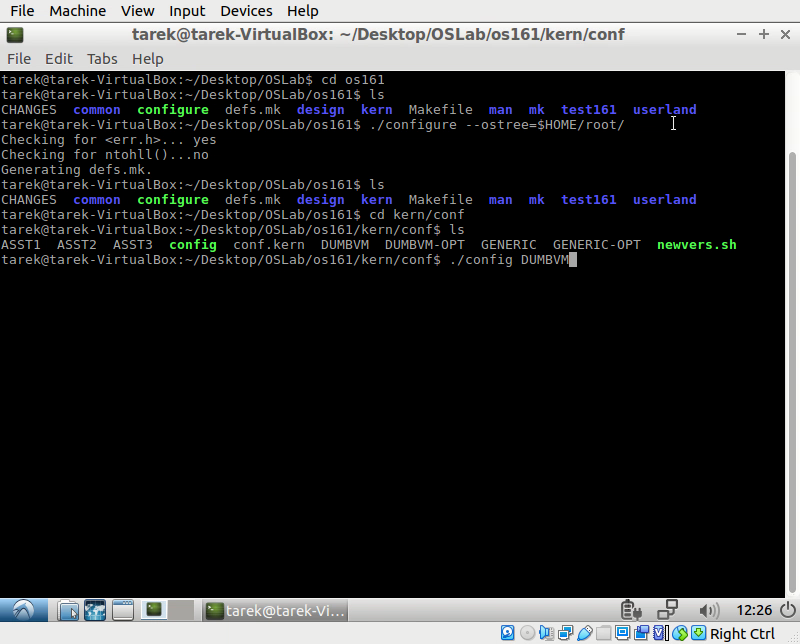 File Machine View Input Devices Help
tarek@tarek-VirtualBox: ~/Desktop/OSLab/os161/kern/conf
File Edit Tabs Help
tarek@tarek-VirtualBox:~/Desktop/OSLab$ cd os161
tarek@tarek-VirtualBox:~/Desktop/OSLab/os161$ ls
CHANGES common configure defs.mk design kern Makefile man mk test161 userland
tarek@tarek-VirtualBox:~/Desktop/OSLab/os161$ ./configure --ostree=$HOME/root/
Checking for <err.h>... yes
Checking for ntohll()...no
Generating defs.mk.
tarek@tarek-VirtualBox:~/Desktop/OSLab/os161$ ls
CHANGES common configure defs.mk design kern Makefile man mk test161 userland
tarek@tarek-VirtualBox:~/Desktop/OSLab/os161$ cd kern/conf
tarek@tarek-VirtualBox:~/Desktop/OSLab/os161/kern/conf$ ls
ASST1 ASST2 ASST3 config conf.kern DUMBVM DUMBVM-OPT GENERIC GENERIC-OPT newvers.sh
tarek@tarek-VirtualBox:~/Desktop/OSLab/os161/kern/conf$ ./config DUMBVM
tarek@tarek-Vi... 12:26
Right Ctrl